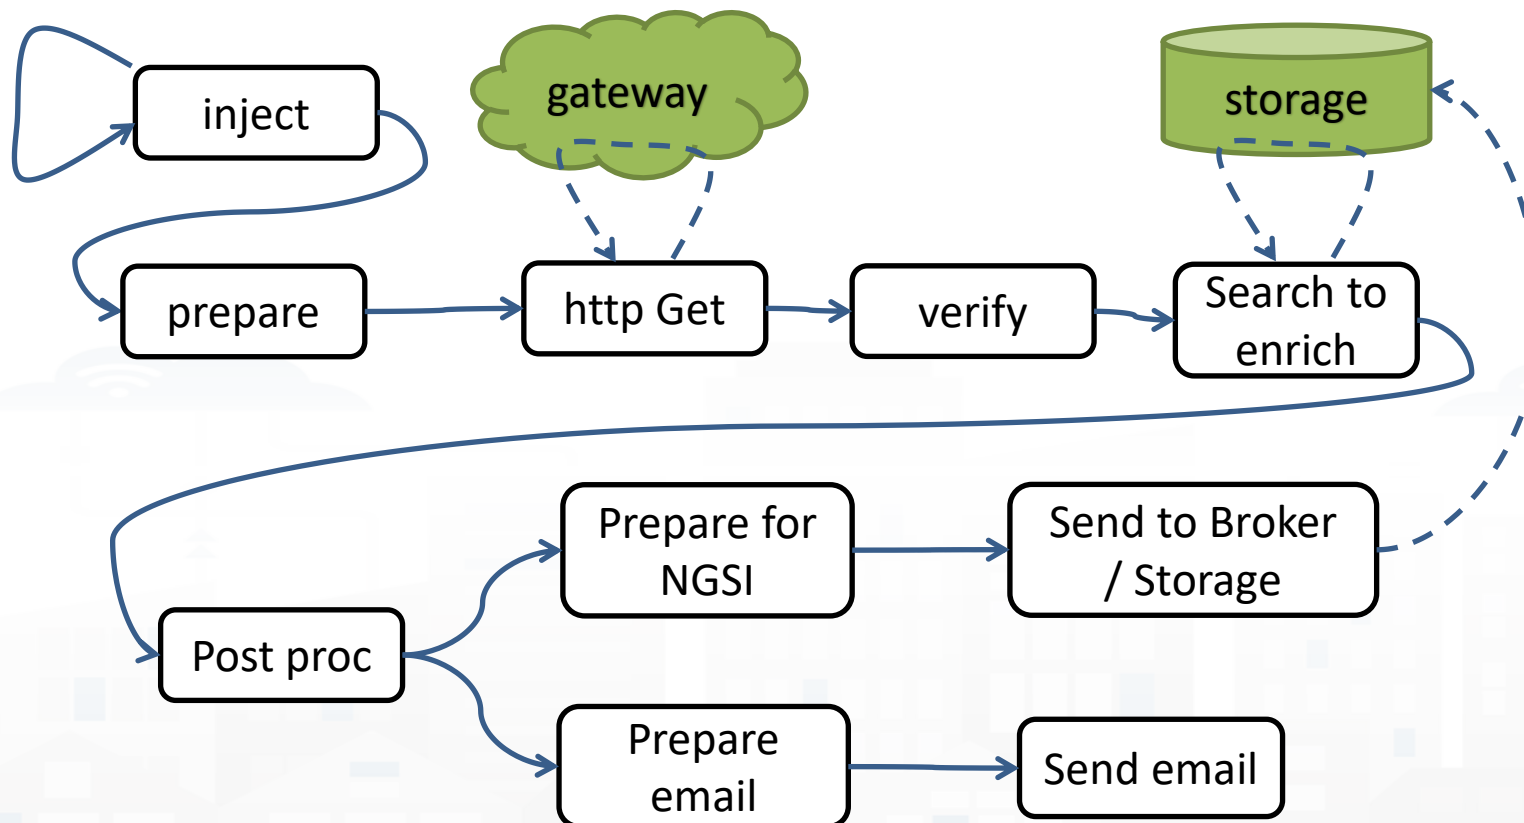 inject
gateway
storage
prepare
http Get
verify
Search to
enrich
Prepare for
NGSI
Send to Broker
/ Storage
Post proc
Prepare
email
Send email